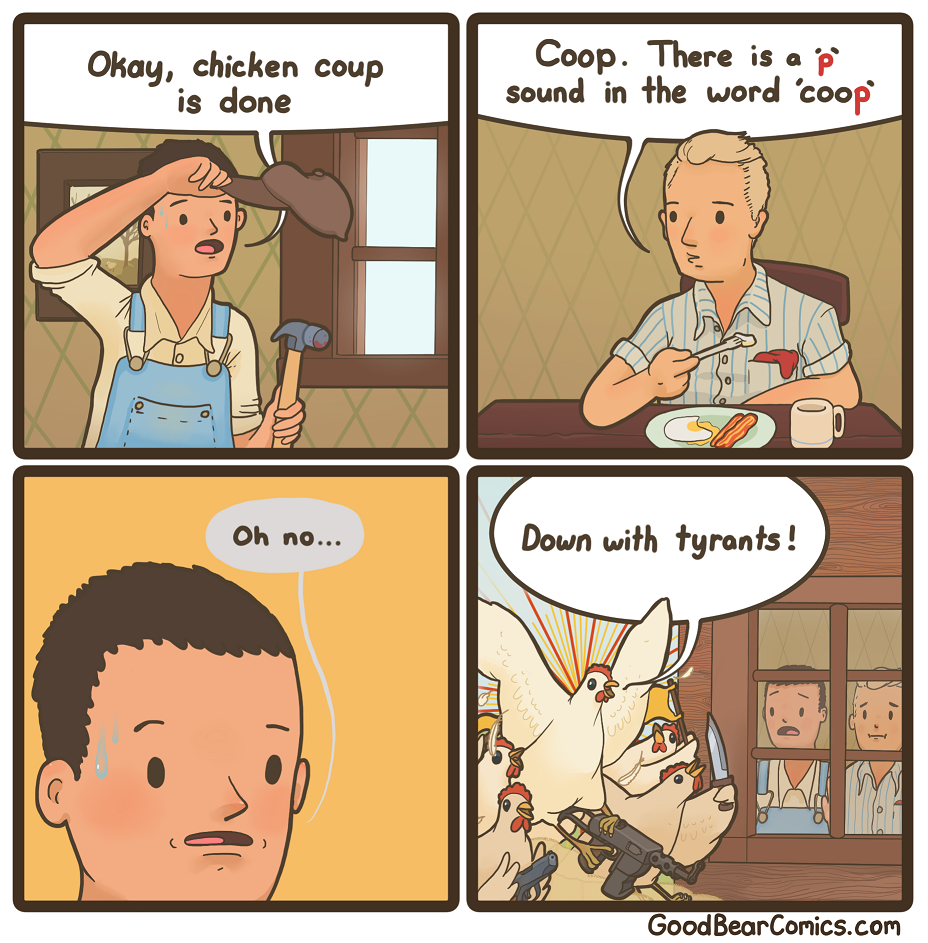 Okay, chicken coup
is done
Coop. There is a 'p'
sound in the word 'coop'
Oh no...
Down with tyrants!
GoodBearComics.com